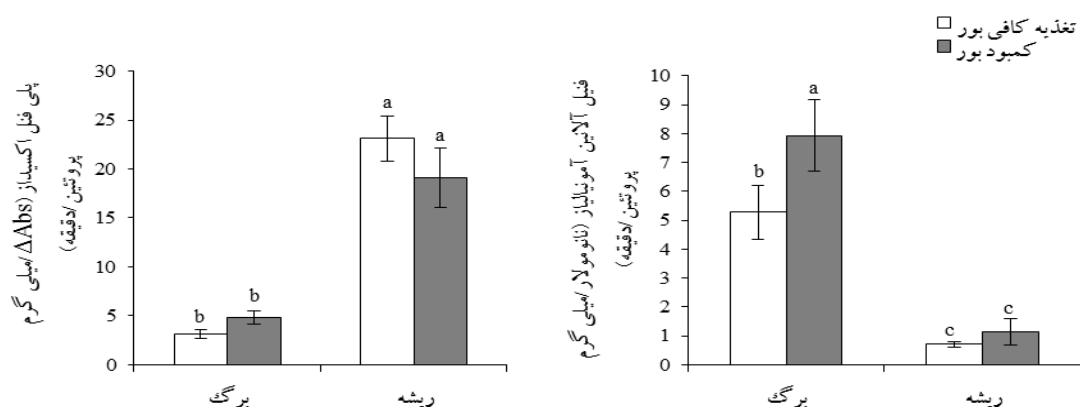 تغذیه کافی بور
کمبود بور
پلی فنل اکسیداز (ΔAbs/میلی گرم
پروتئین/دقیقه)
30
25
20
15
10
5
0
b
b
a
a
برگ
ریشه
فنیل آلانین آمونیالیاز (نانومولار/میلی گرم
پروتئین/دقیقه)
10
9
8
7
6
5
4
3
2
1
0
b
a
c
c
برگ
ریشه